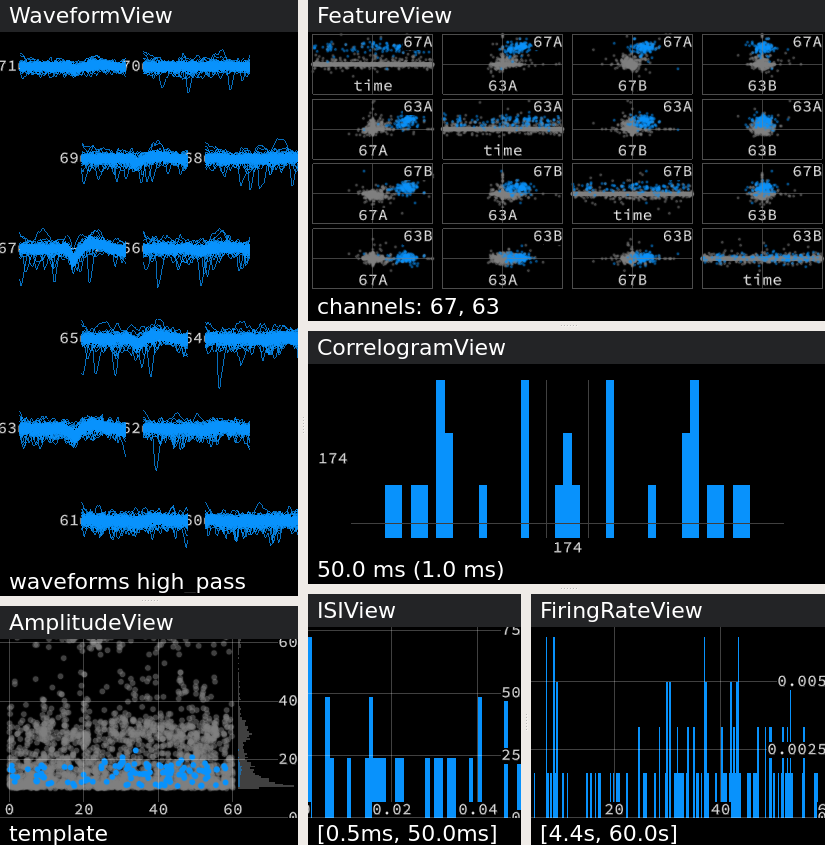 WaveformView
71 70
69 68
67 66
65 64
63 62
61 60
waveforms high_pass
FeatureView
67A 67A 67A 67A
time 63A 67B 63B
63A 63A 63A 63A
67A time 67B 63B
67B 67B 67B 67B
67A 63A time 63B
63B 63B 63B 63B
67A 63A 67B time
channels: 67, 63
CorrelogramView
174
174
50.0 ms (1.0 ms)
AmplitudeView
60
40
20
0
0 20 40 60
template
ISIView
75
50
25
0
0.02 0.04
[0.5ms, 50.0ms]
FiringRateView
0.005
0.0025
20 40
[4.4s, 60.0s]